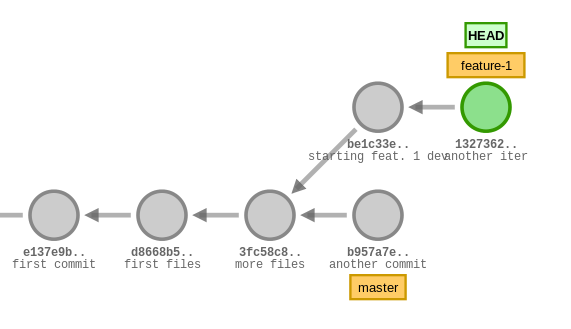 HEAD
feature-1
be1c33e..
starting feat. 1 dev
1327362..
another iter
e137e9b..
first commit
d8668b5..
first files
3fc58c8..
more files
b957a7e..
another commit
master